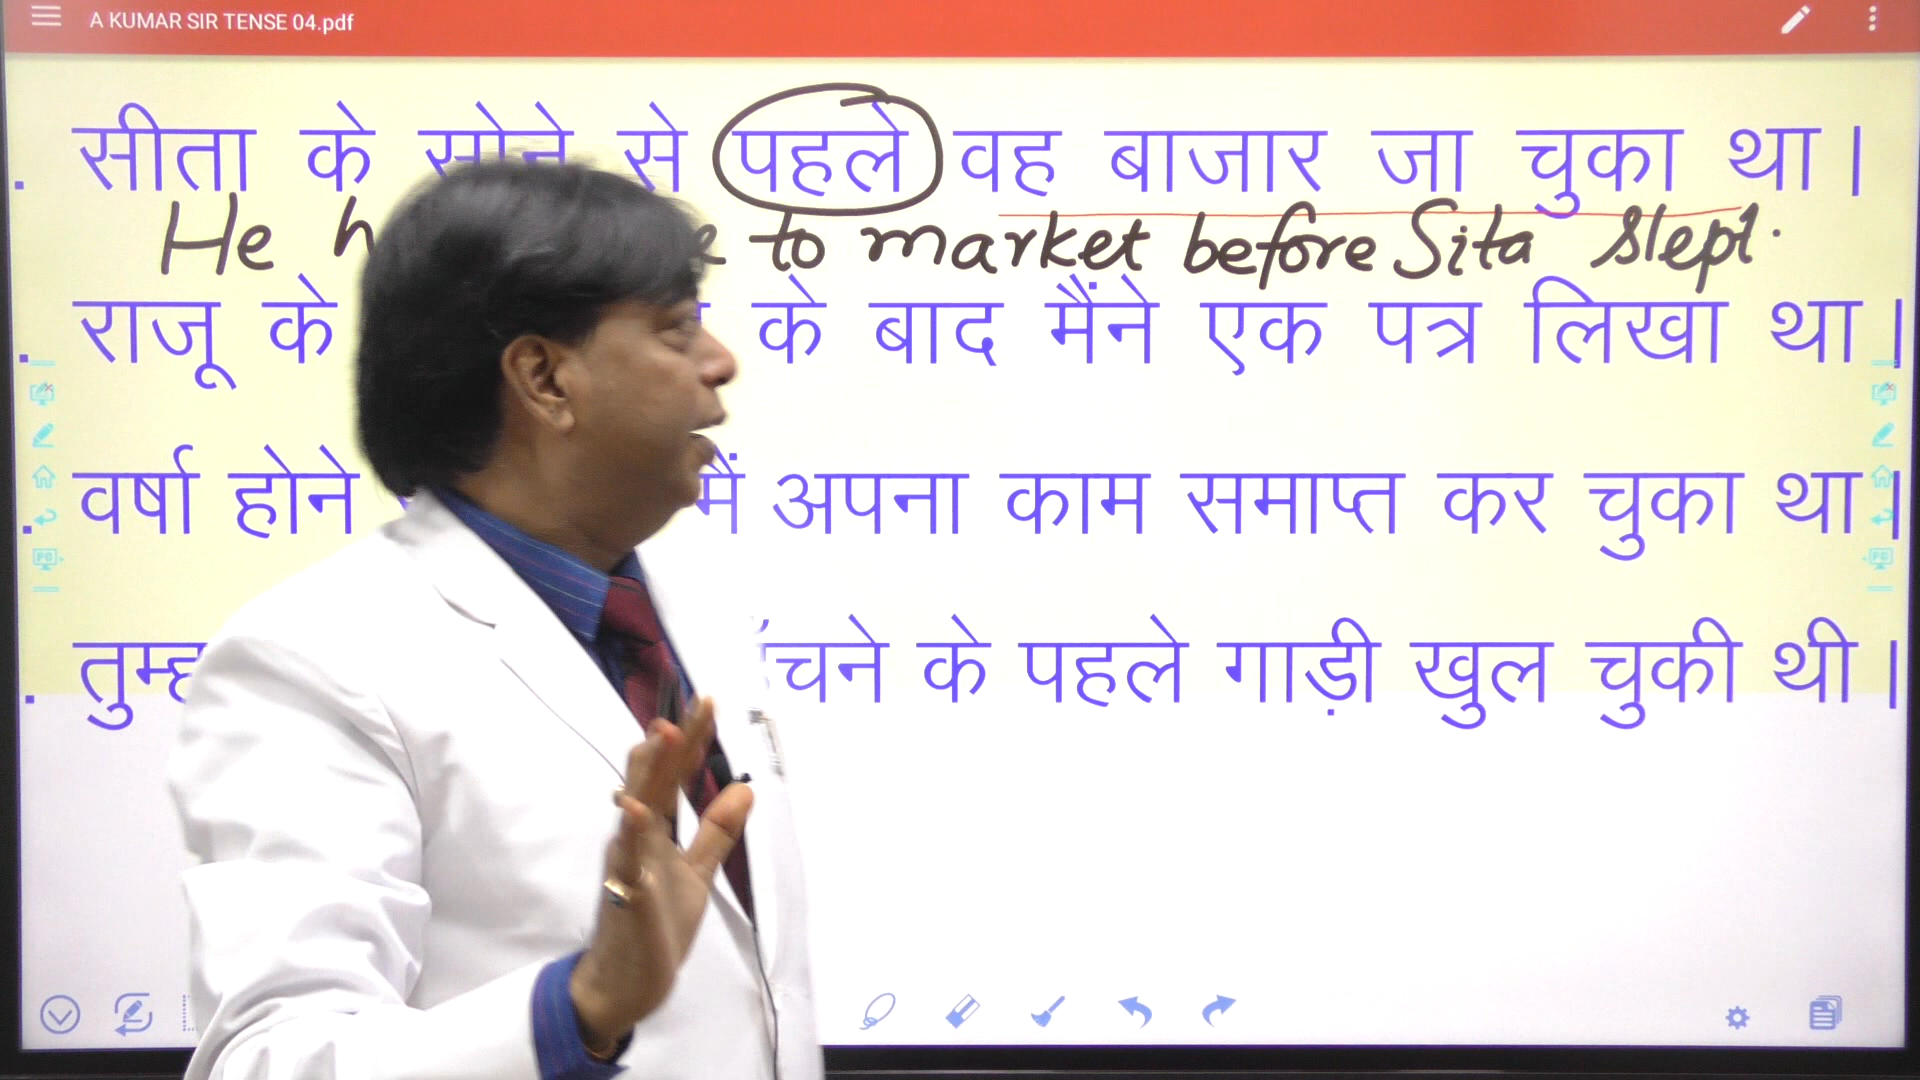 A KUMAR SIR TENSE 04.pdf
. सीता के सोने से पहले वह बाजार जा चुका था।
He to market before Sita slept.
. राजू के के बाद मैंने एक पत्र लिखा था।
. वर्षा होने मैं अपना काम समाप्त कर चुका था।
. के पहले गाड़ी खुल चुकी थी।